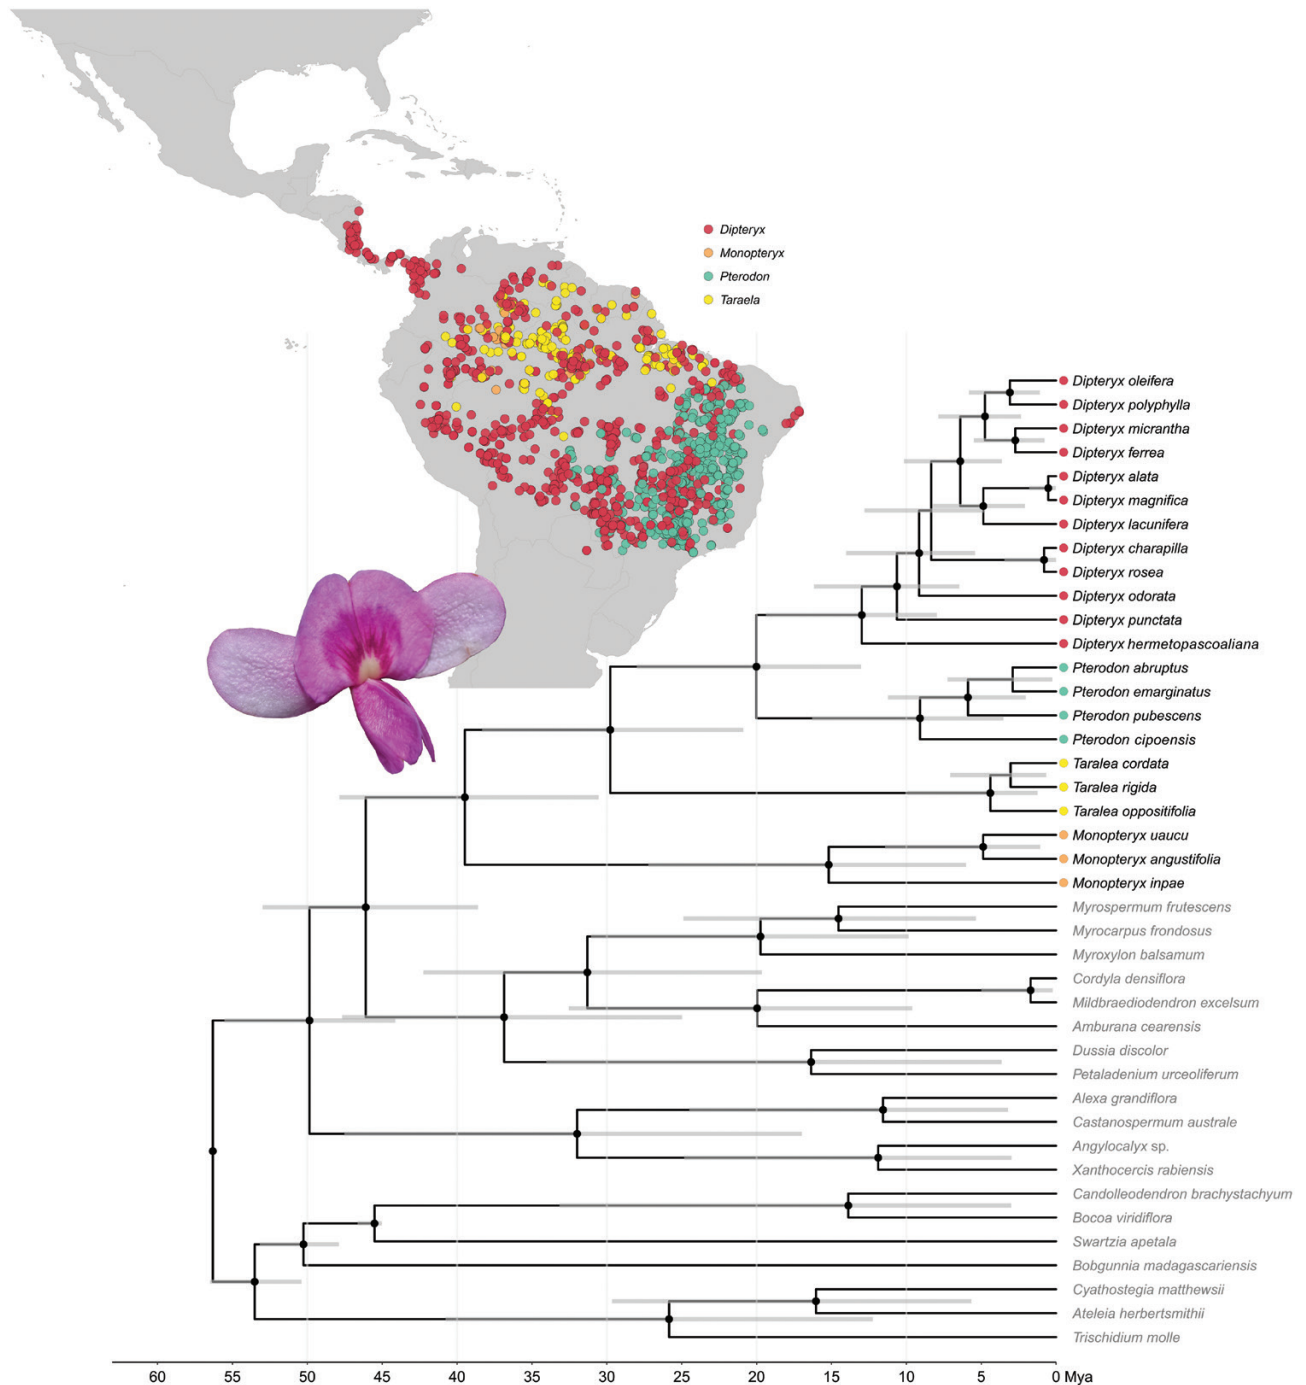 Dipteryx
Monopteryx
Pterodon
Taraela
Dipteryx oleifera
Dipteryx polyphylla
Dipteryx micrantha
Dipteryx ferrea
Dipteryx alata
Dipteryx magnifica
Dipteryx lacunifera
Dipteryx charapilla
Dipteryx rosea
Dipteryx odorata
Dipteryx punctata
Dipteryx hermetopascoaliana
Pterodon abruptus
Pterodon emarginatus
Pterodon pubescens
Pterodon cipoensis
Taralea cordata
Taralea rigida
Taralea oppositifolia
Monopteryx uaucu
Monopteryx angustifolia
Monopteryx inpae
Myrospermum frutescens
Myrocarpus frondosus
Myroxylon balsamum
Cordyla densiflora
Mildbraediodendron excelsum
Amburana cearensis
Dussia discolor
Petaladenium urceoliferum
Alexa grandiflora
Castanospermum australe
Angylocalyx sp.
Xanthocercis rabiensis
Candolleodendron brachystachyum
Bocoa viridiflora
Swartzia apetala
Bobgunnia madagascariensis
Cyathostegia matthewsii
Ateleia herbertsmithii
Trischidium molle
60 55 50 45 40 35 30 25 20 15 10 5 0 Mya